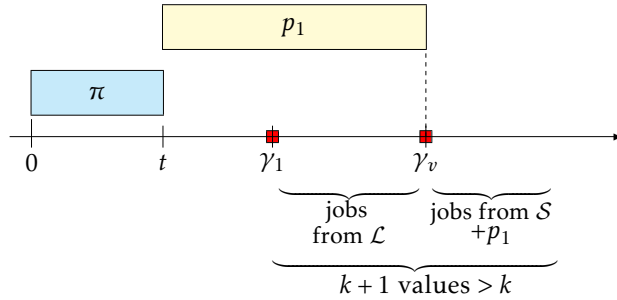 p₁
π
0 t γ₁ γᵥ
jobs from ℒ
jobs from 𝒮 +p₁
k + 1 values > k